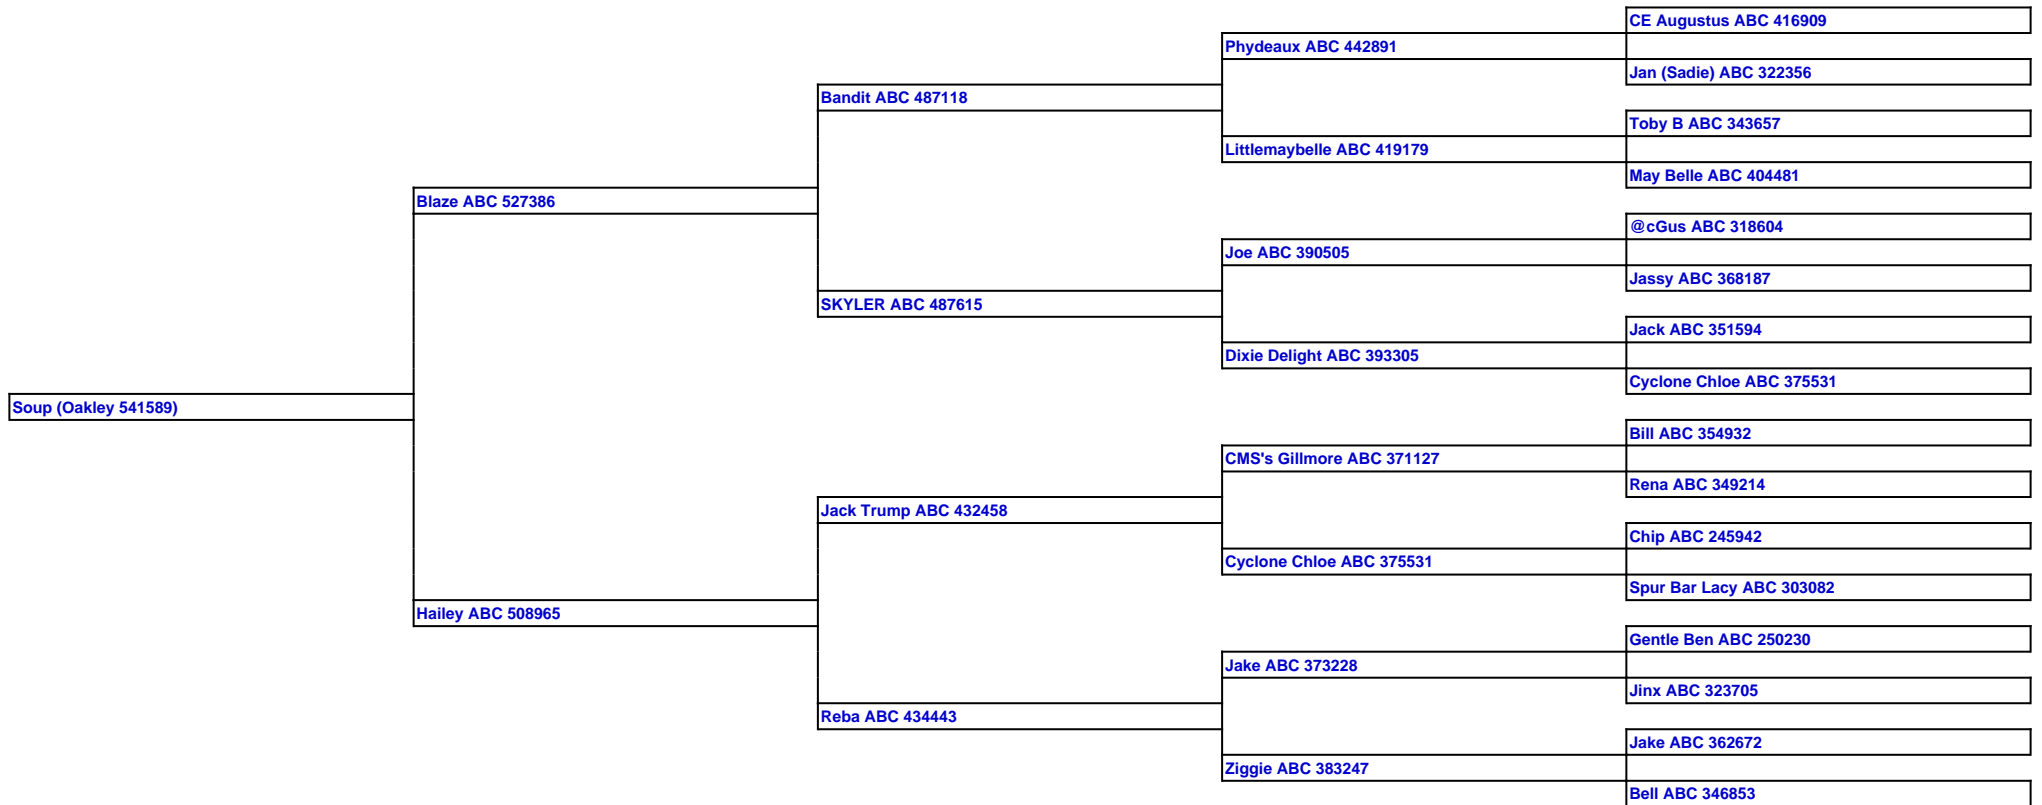 CE Augustus ABC 416909
Phydeaux ABC 442891
Jan (Sadie) ABC 322356
Bandit ABC 487118
Toby B ABC 343657
Littlemaybelle ABC 419179
May Belle ABC 404481
Blaze ABC 527386
@cGus ABC 318604
Joe ABC 390505
Jassy ABC 368187
SKYLER ABC 487615
Jack ABC 351594
Dixie Delight ABC 393305
Cyclone Chloe ABC 375531
Soup (Oakley 541589)
Bill ABC 354932
CMS's Gillmore ABC 371127
Rena ABC 349214
Jack Trump ABC 432458
Chip ABC 245942
Cyclone Chloe ABC 375531
Spur Bar Lacy ABC 303082
Hailey ABC 508965
Gentle Ben ABC 250230
Jake ABC 373228
Jinx ABC 323705
Reba ABC 434443
Jake ABC 362672
Ziggie ABC 383247
Bell ABC 346853